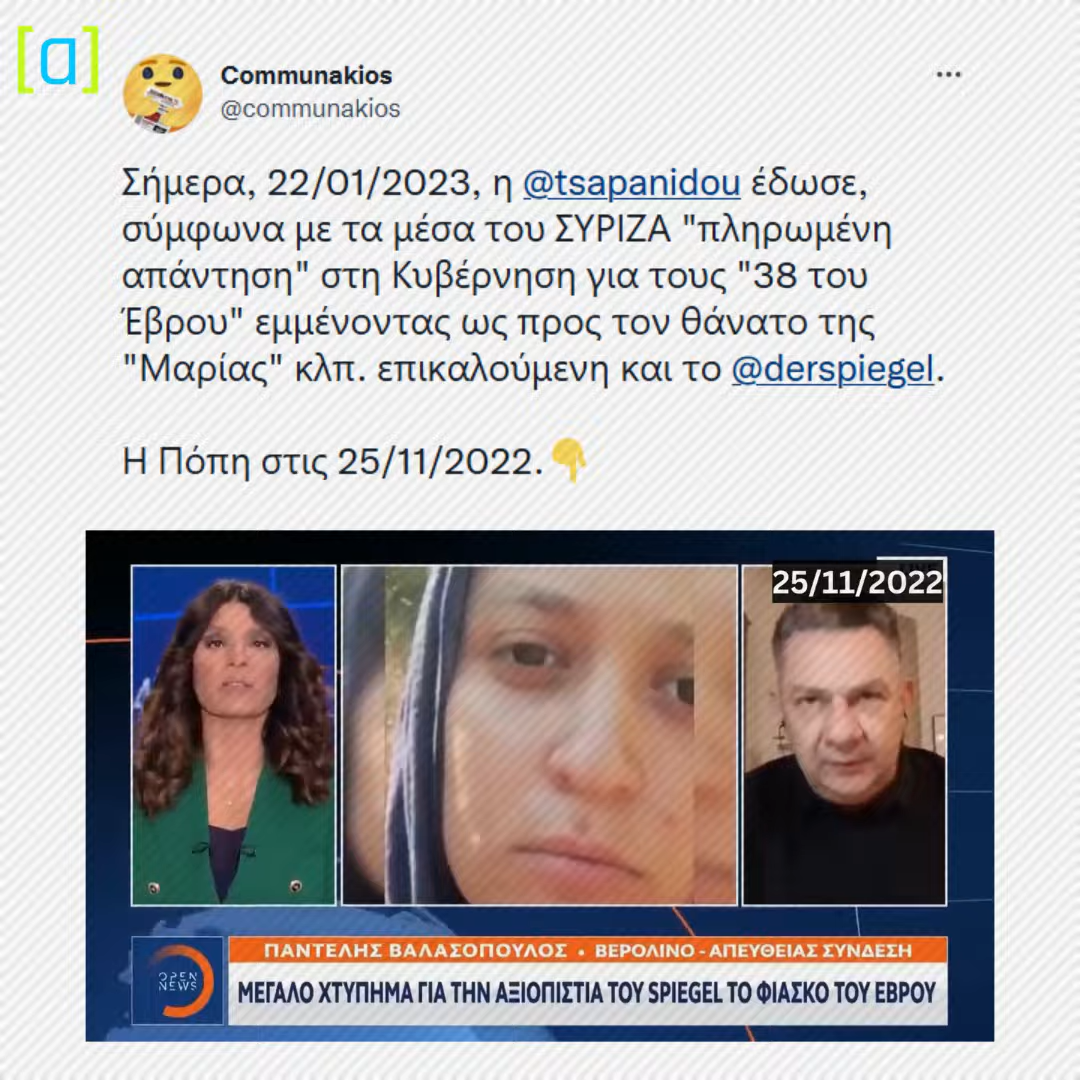 [a]
Communakios
@communakios
Σήμερα, 22/01/2023, η @tsapanidou έδωσε,
σύμφωνα με τα μέσα του ΣΥΡΙΖΑ "πληρωμένη
απάντηση" στη Κυβέρνηση για τους "38 του
Έβρου" εμμένοντας ως προς τον θάνατο της
"Μαρίας" κλπ. επικαλούμενη και το @derspiegel.
Η Πόπη στις 25/11/2022.👇
25/11/2022
ΠΑΝΤΕΛΗΣ ΒΑΛΑΣΟΠΟΥΛΟΣ • ΒΕΡΟΛΙΝΟ - ΑΠΕΥΘΕΙΑΣ ΣΥΝΔΕΣΗ
OPEN
NEWS
ΜΕΓΑΛΟ ΧΤΥΠΗΜΑ ΓΙΑ ΤΗΝ ΑΞΙΟΠΙΣΤΙΑ ΤΟΥ SPIEGEL ΤΟ ΦΙΑΣΚΟ ΤΟΥ ΕΒΡΟΥ